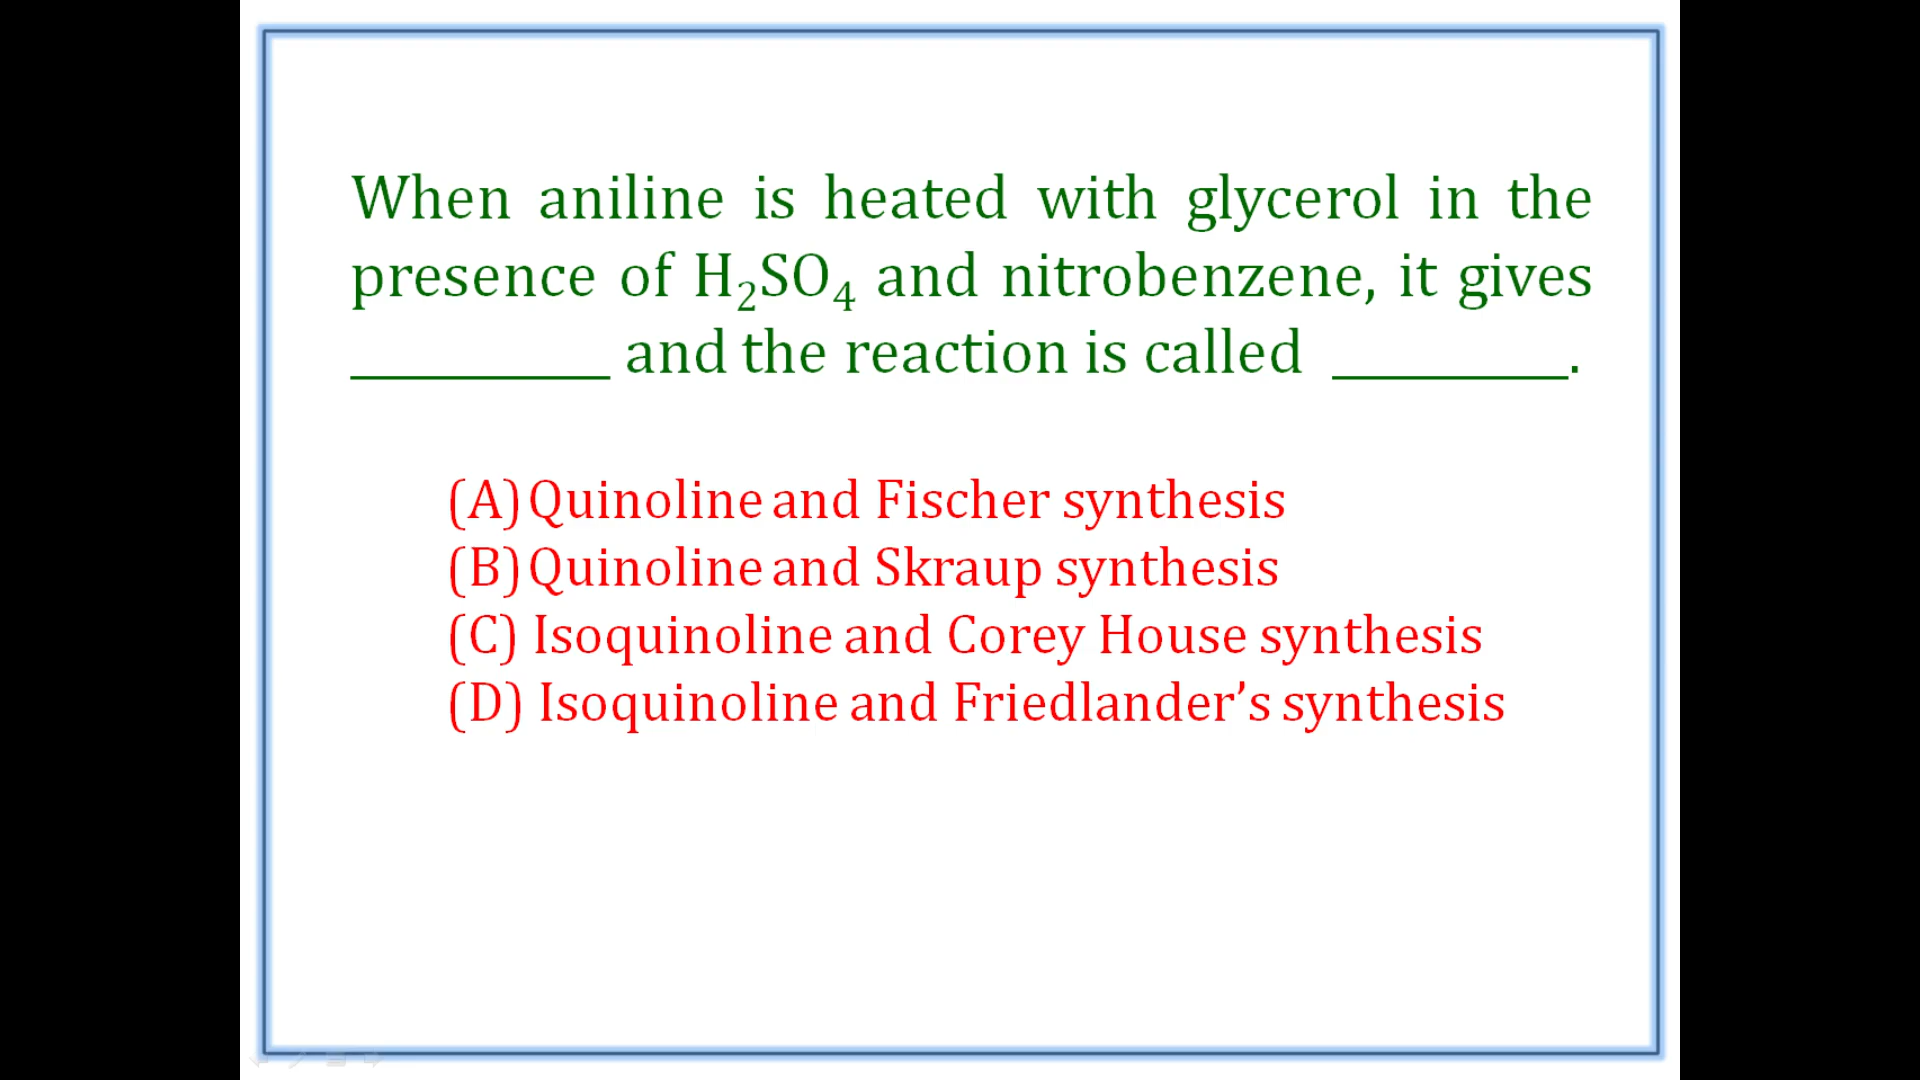 When aniline is heated with glycerol in the
presence of H₂SO₄ and nitrobenzene, it gives
__________ and the reaction is called _________.
(A) Quinoline and Fischer synthesis
(B) Quinoline and Skraup synthesis
(C) Isoquinoline and Corey House synthesis
(D) Isoquinoline and Friedlander’s synthesis